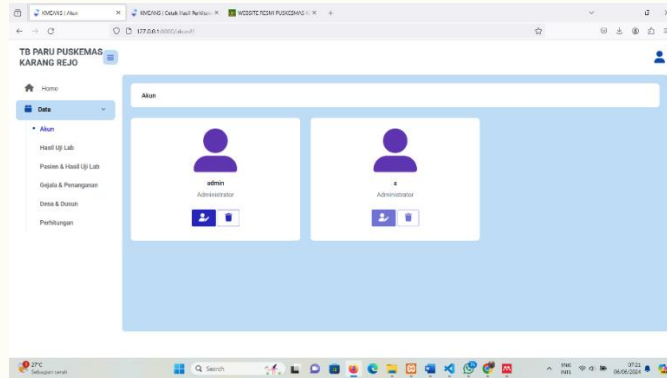 KMEANS | Akun
KMEANS | Cetak Hasil Perhitun
WEBSITE RESMI PUSKESMAS
127.0.0.1:8000/akun
TB PARU PUSKEMAS
KARANG REJO
Home
Data
Akun
Hasil Uji Lab
Pasien & Hasil Uji Lab
Gejala & Penanganan
Desa & Dusun
Perhitungan
Akun
admin
Administrator
a
Administrator
27°C
Sebagian cerah
Search
ENG
INTL
07:21
06/06/2024